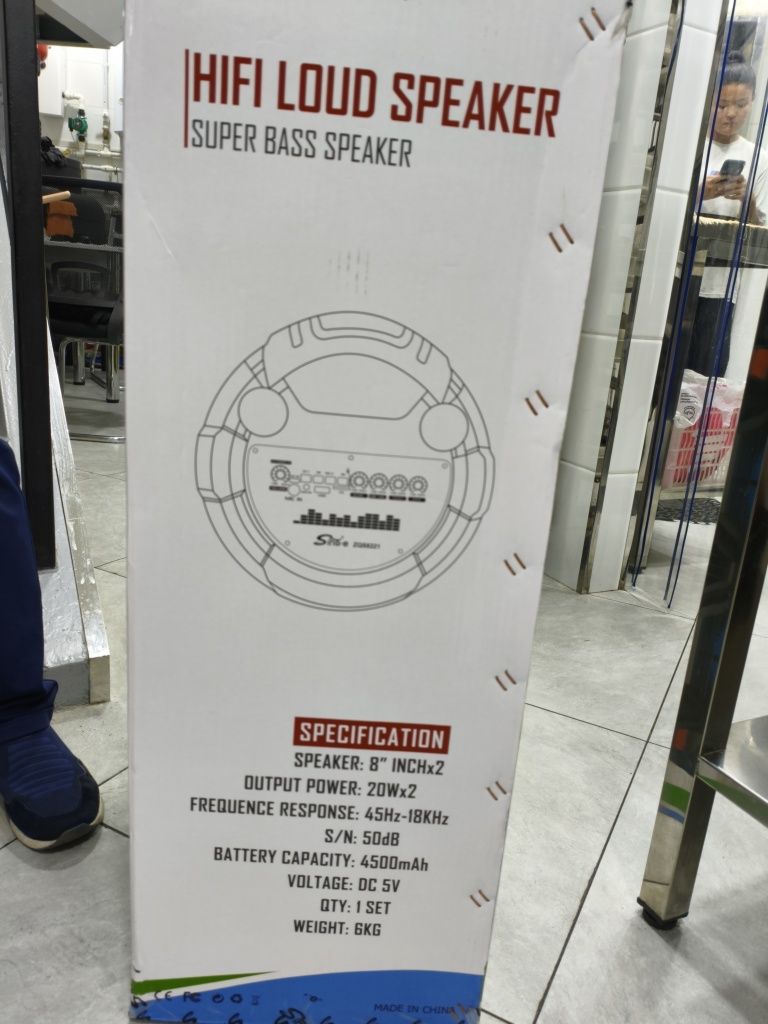 HIFI LOUD SPEAKER
SUPER BASS SPEAKER
ZQS8221
SPECIFICATION
SPEAKER: 8" INCHx2
OUTPUT POWER: 20Wx2
FREQUENCE RESPONSE: 45Hz-18KHz
S/N: 50dB
BATTERY CAPACITY: 4500mAh
VOLTAGE: DC 5V
QTY: 1 SET
WEIGHT: 6KG
MADE IN CHINA